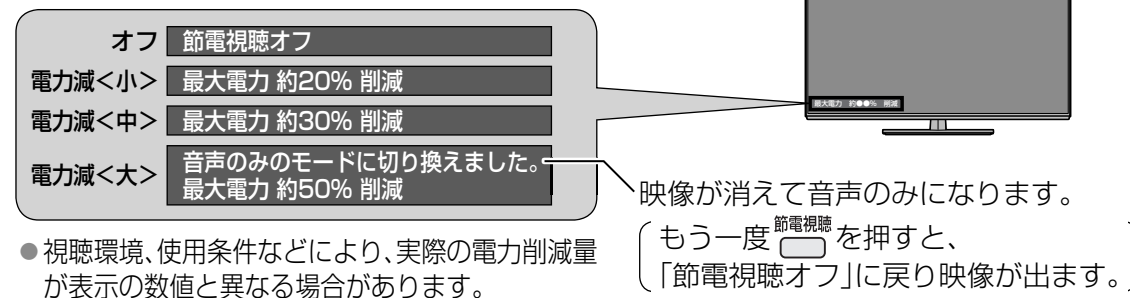 オフ 節電視聴オフ
電力減<小> 最大電力 約20% 削減
電力減<中> 最大電力 約30% 削減
電力減<大> 音声のみのモードに切り換えました。
最大電力 約50% 削減
最大電力 約●●% 削減
映像が消えて音声のみになります。
節電視聴
もう一度 を押すと、
「節電視聴オフ」に戻り映像が出ます。
●視聴環境、使用条件などにより、実際の電力削減量
が表示の数値と異なる場合があります。